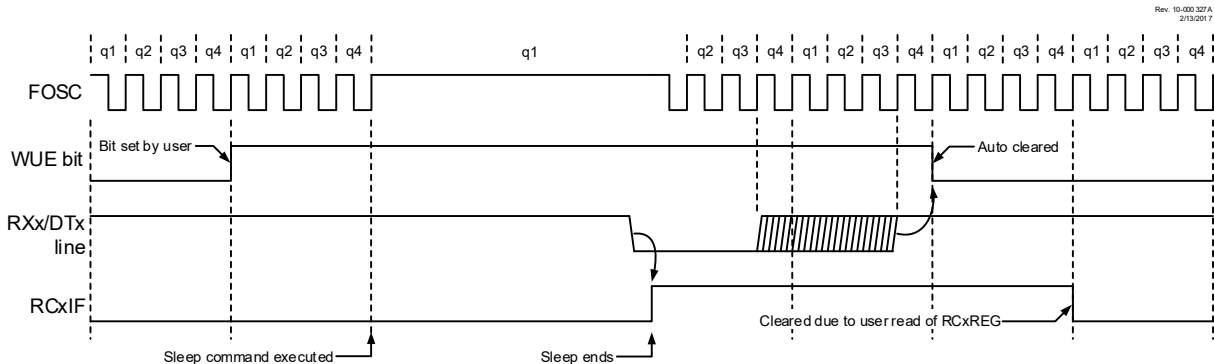 Rev. 10-000 327A
2/13/2017
q1 q2 q3 q4 q1 q2 q3 q4 q1 q2 q3 q4 q1 q2 q3 q4 q1 q2 q3 q4 q1 q2 q3 q4
FOSC
Bit set by user
Auto cleared
WUE bit
RXx/DTx
line
RCxIF
Cleared due to user read of RCxREG
Sleep command executed
Sleep ends